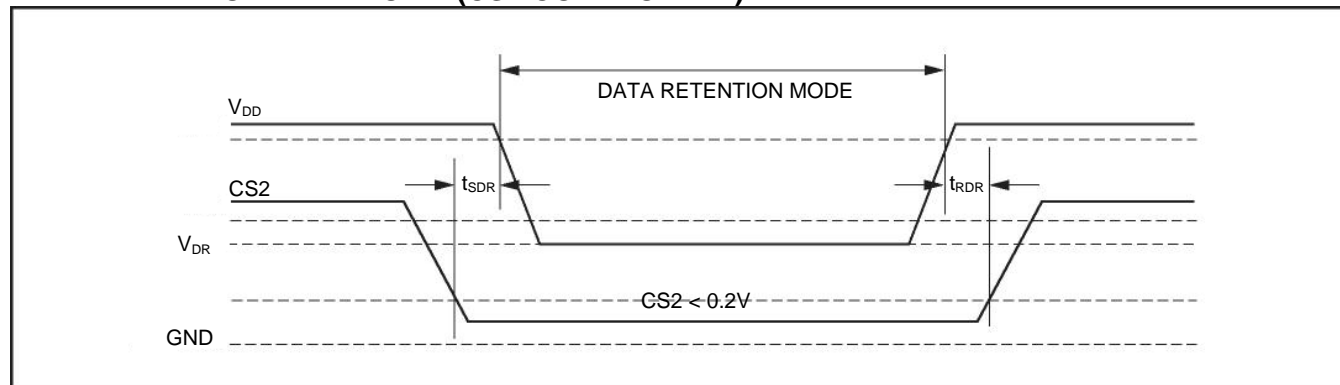 DATA RETENTION MODE
VDD
tSDR
tRDR
CS2
VDR
CS2 < 0.2V
GND